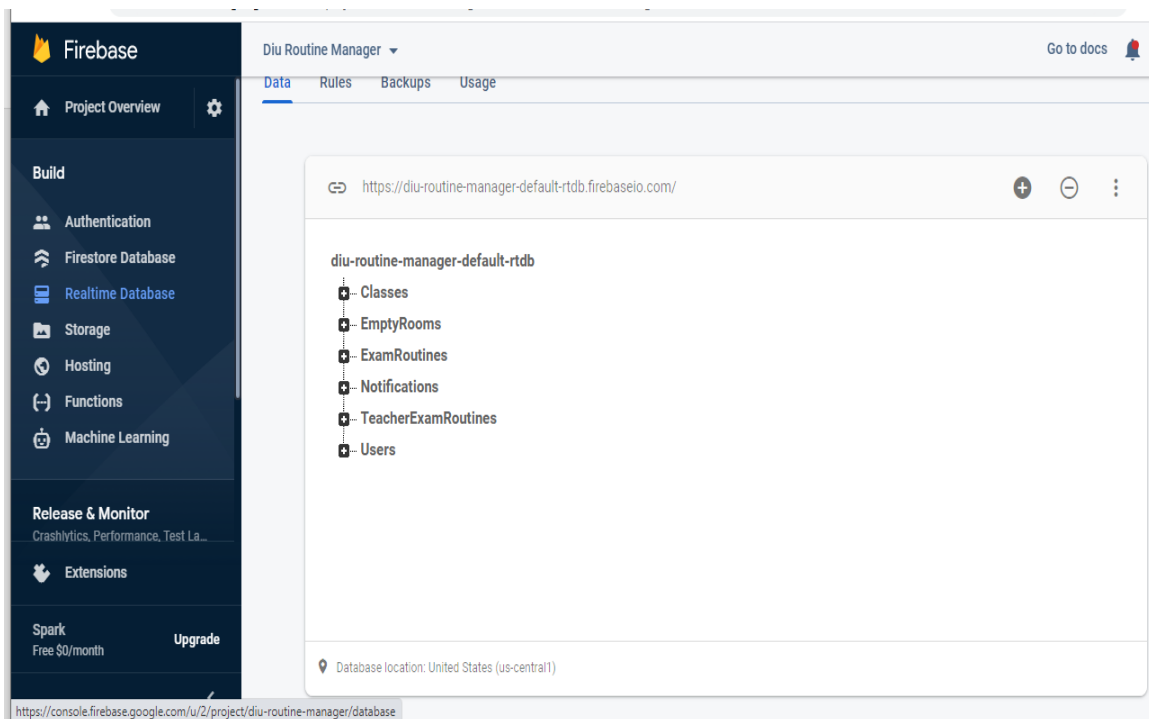 Firebase
Diu Routine Manager
Go to docs
Project Overview
Data Rules Backups Usage
Build
Authentication
Firestore Database
Realtime Database
Storage
Hosting
Functions
Machine Learning
Release & Monitor
Crashlytics, Performance, Test La...
Extensions
Spark
Free $0/month
Upgrade
https://diu-routine-manager-default-rtdb.firebaseio.com/
diu-routine-manager-default-rtdb
Classes
EmptyRooms
ExamRoutines
Notifications
TeacherExamRoutines
Users
Database location: United States (us-central1)
https://console.firebase.google.com/u/2/project/diu-routine-manager/database